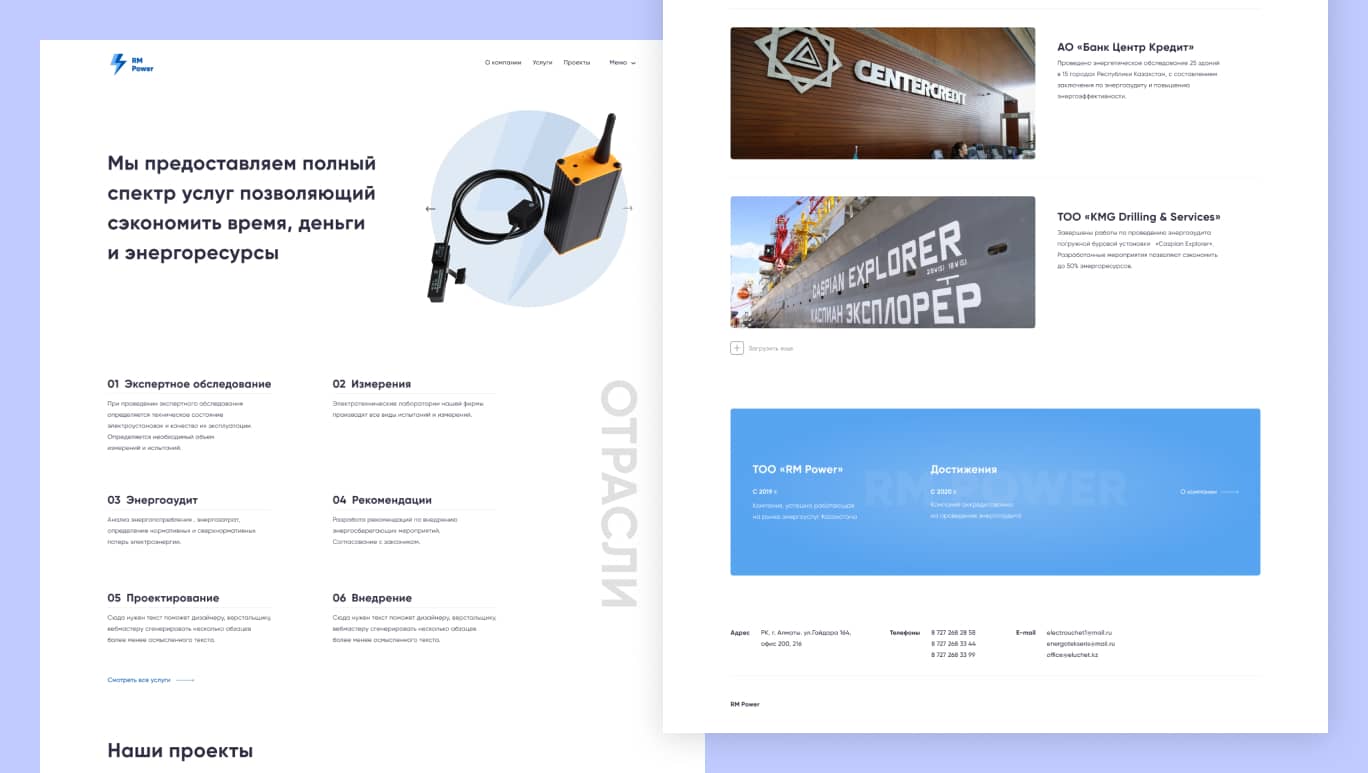 RM
Power
О компании Услуги Проекты Меню
Мы предоставляем полный
спектр услуг позволяющий
сэкономить время, деньги
и энергоресурсы
01 Экспертное обследование
При проведении экспертного обследования
определяется техническое состояние
электроустановок и качество их эксплуатации.
Определяется необходимый объем
измерений и испытаний.
02 Измерения
Электротехнические лаборатории нашей фирмы
производят все виды испытаний и измерений.
03 Энергоаудит
Анализ энергопотребления , энергозатрат,
определение нормативных и сверхнормативных
потерь электроэнергии.
04 Рекомендации
Разработка рекомендаций по внедрению
энергосберегающих мероприятий,
Согласование с заказчиком.
05 Проектирование
Сюда нужен текст поможет дизайнеру, верстальщику,
вебмастеру сгенерировать несколько абзацев
более менее осмысленного текста.
06 Внедрение
Сюда нужен текст поможет дизайнеру, верстальщику,
вебмастеру сгенерировать несколько абзацев
более менее осмысленного текста.
Смотреть все услуги
ОТРАСЛИ
Наши проекты
CENTERCREDIT
АО «Банк Центр Кредит»
Проведено энергетическое обследование 25 зданий
в 15 городах Республики Казахстан, с составлением
заключения по энергоаудиту и повышению
энергоэффективности.
CASPIAN EXPLORER
КАСПИАН ЭКСПЛОРЕР
ТОО «KMG Drilling & Services»
Завершены работы по проведению энергоаудита
погружной буровой установки «Caspian Explorer».
Разработанные мероприятия позволяют сэкономить
до 50% энергоресурсов.
Загрузить еще
RM POWER
ТОО «RM Power»
С 2019 г.
Компания, успешно работающая
на рынке энергоуслуг Казахстана
Достижения
С 2020 г.
Компания аккредитована
на проведение энергоаудита
О компании
Адрес РК, г. Алматы. ул.Гайдара 164,
офис 200, 216
Телефоны 8 727 268 28 58
8 727 268 33 44
8 727 268 33 99
E-mail electrouchet1@mail.ru
energotekseris@mail.ru
office@eluchet.kz
RM Power